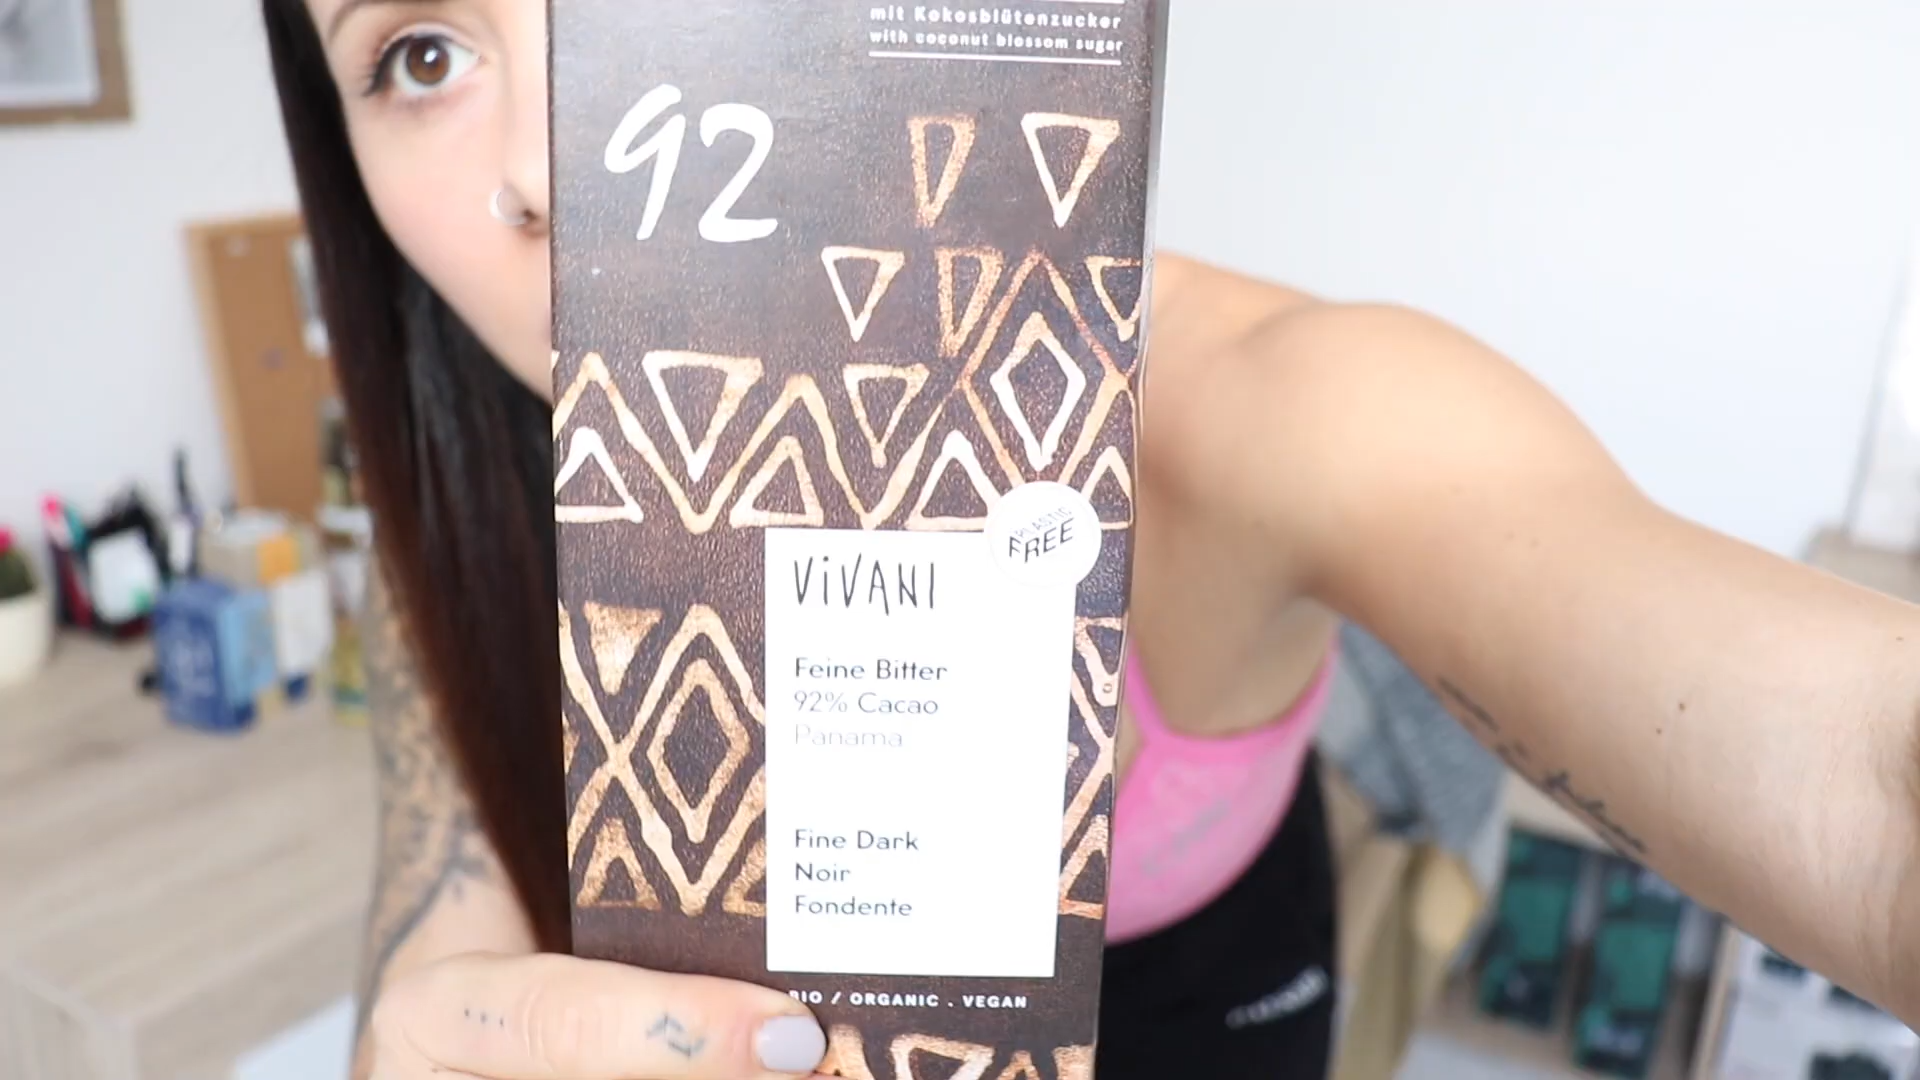 mit Kokosblütenzucker
with coconut blossom sugar
92
PLASTIC
FREE
ViVANI
Feine Bitter
92% Cacao
Panama
Fine Dark
Noir
Fondente
BIO / ORGANIC . VEGAN